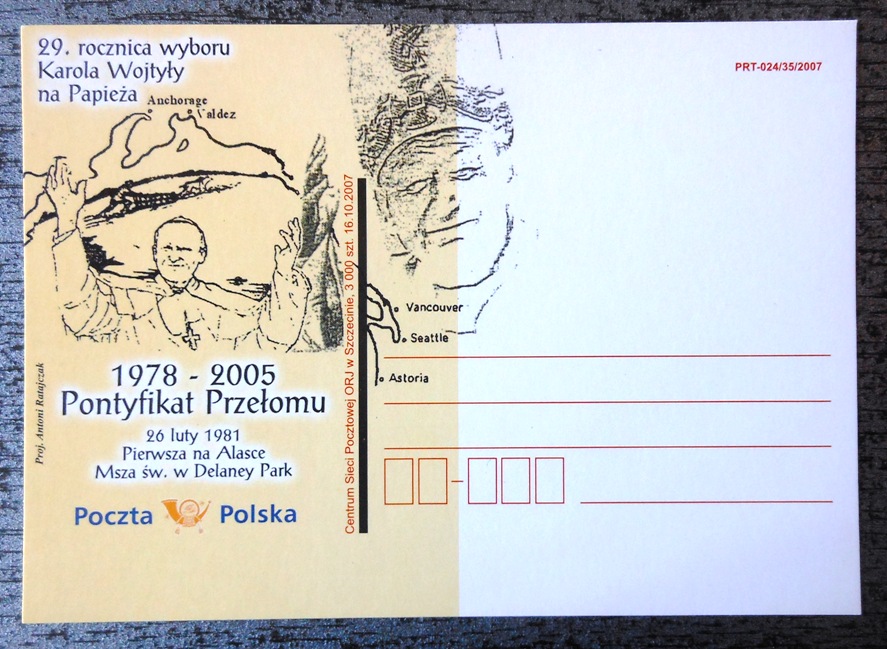 29. rocznica wyboru
Karola Wojtyły
na Papieża
Anchorage
Valdez
PRT-024/35/2007
Vancouver
Seattle
Astoria
1978 - 2005
Pontyfikat Przełomu
26 luty 1981
Pierwsza na Alasce
Msza św. w Delaney Park
Poczta Polska
Proj. Antoni Ratajczak
Centrum Sieci Pocztowej ORJ w Szczecinie, 3 000 szt. 16.10.2007